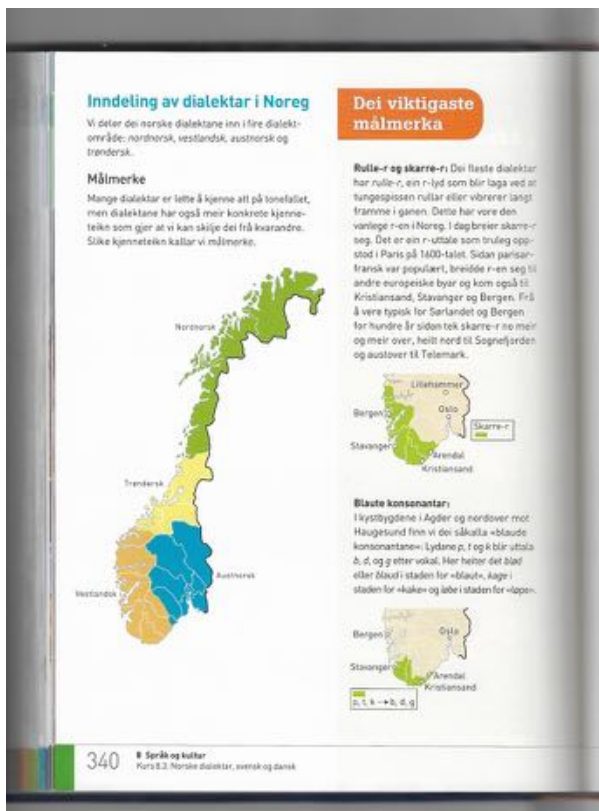 Inndeling av dialektar i Noreg
Vi deler dei norske dialektane inn i fire dialekt-
område: nordnorsk, vestlandsk, austnorsk og
trøndersk.
Målmerke
Mange dialektar er lette å kjenne att på tonefallet,
men dialektane har også meir konkrete kjenne-
teikn som gjer at vi kan skilje dei frå kvarandre.
Slike kjenneteikn kallar vi målmerke.
Nordnorsk
Trøndersk
Austnorsk
Vestlandsk
Dei viktigaste
målmerka
Rulle-r og skarre-r: Dei fleste dialektar
har rulle-r, ein r-lyd som blir laga ved at
tungespissen rullar eller vibrerer langt
framme i ganen. Dette har vore den
vanlege r-en i Noreg. I dag breier skarre-r
seg. Det er ein r-uttale som truleg opp-
stod i Paris på 1600-talet. Sidan parisar-
fransk var populært, breidde r-en seg til
andre europeiske byar og kom også til
Kristiansand, Stavanger og Bergen. Frå
å vere typisk for Sørlandet og Bergen
for hundre år sidan tek skarre-r no meir
og meir over, heilt nord til Sognefjorden
og austover til Telemark.
Lillehammer
Bergen
Oslo
Skarre-r
Stavanger
Arendal
Kristiansand
Blaute konsonantar:
I kystbygdene i Agder og nordover mot
Haugesund finn vi dei såkalla «blaude
konsonantane»: Lydane p, t og k blir uttala
b, d, og g etter vokal. Her heiter det blød
eller blaud i staden for «blaut», kage i
staden for «kake» og løbe i staden for «løpe».
Bergen
Oslo
Stavanger
Arendal
Kristiansand
p, t, k → b, d, g
340
8 Språk og kultur
Kurs 8.3: Norske dialektar, svensk og dansk